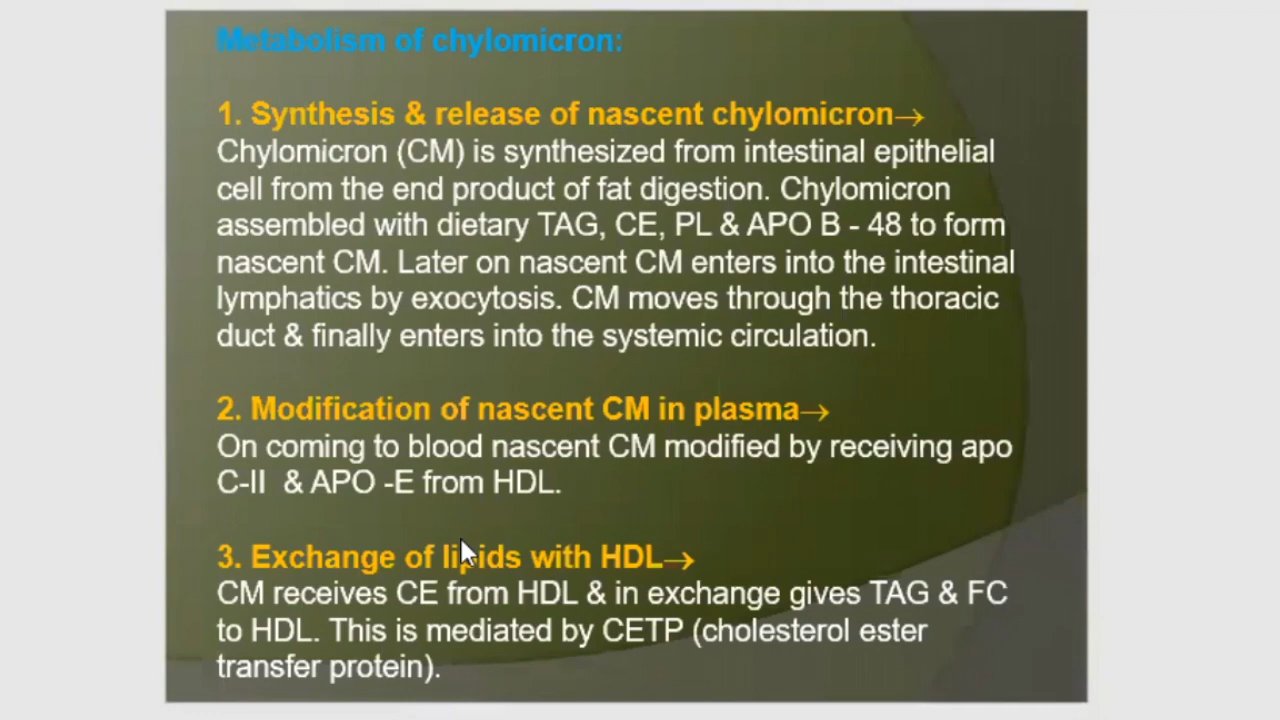 Metabolism of chylomicron:
1. Synthesis & release of nascent chylomicron→
Chylomicron (CM) is synthesized from intestinal epithelial
cell from the end product of fat digestion. Chylomicron
assembled with dietary TAG, CE, PL & APO B - 48 to form
nascent CM. Later on nascent CM enters into the intestinal
lymphatics by exocytosis. CM moves through the thoracic
duct & finally enters into the systemic circulation.
2. Modification of nascent CM in plasma→
On coming to blood nascent CM modified by receiving apo
C-II & APO -E from HDL.
3. Exchange of lipids with HDL→
CM receives CE from HDL & in exchange gives TAG & FC
to HDL. This is mediated by CETP (cholesterol ester
transfer protein).